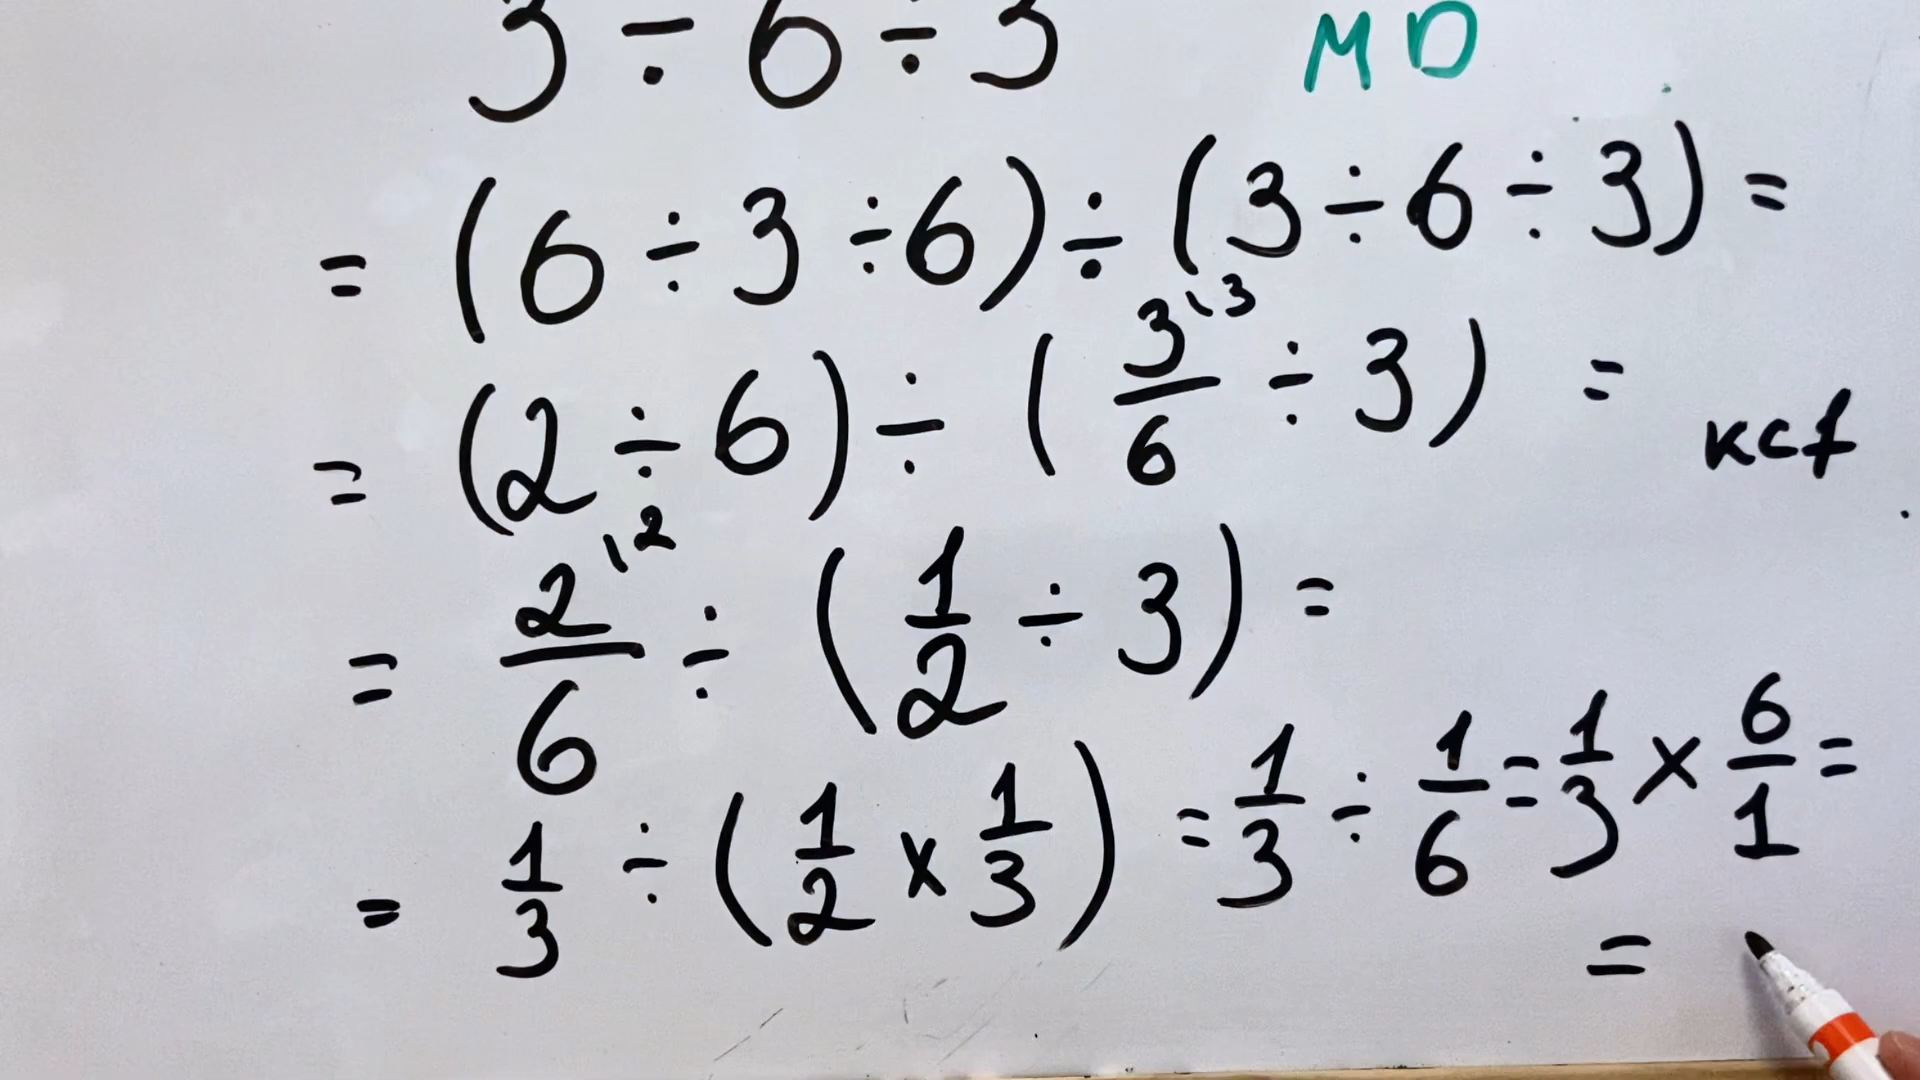 3 ÷ 6 ÷ 3 MD
= (6 ÷ 3 ÷ 6) ÷ (3 ÷ 6 ÷ 3) =
= (2 ÷ 6) ÷ (3\3/6 ÷ 3) =
KCf
= 2\2/6 ÷ (1/2 ÷ 3) =
= 1/3 ÷ (1/2 × 1/3) = 1/3 ÷ 1/6 = 1/3 × 6/1 =
=